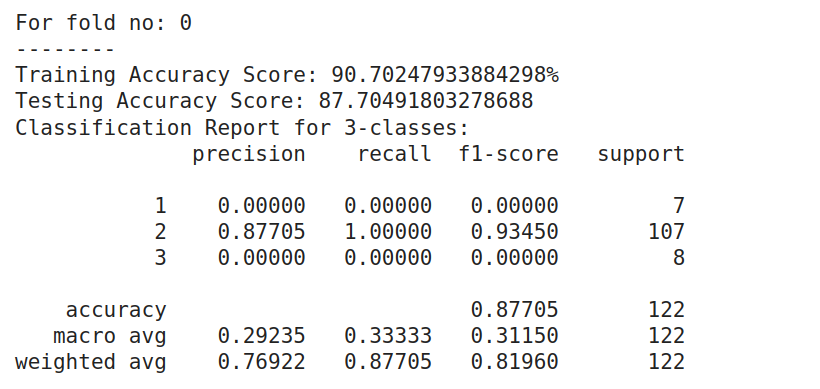 For fold no: 0
--------
Training Accuracy Score: 90.70247933884298%
Testing Accuracy Score: 87.70491803278688
Classification Report for 3-classes:
precision recall f1-score support
1 0.00000 0.00000 0.00000 7
2 0.87705 1.00000 0.93450 107
3 0.00000 0.00000 0.00000 8
accuracy 0.87705 122
macro avg 0.29235 0.33333 0.31150 122
weighted avg 0.76922 0.87705 0.81960 122